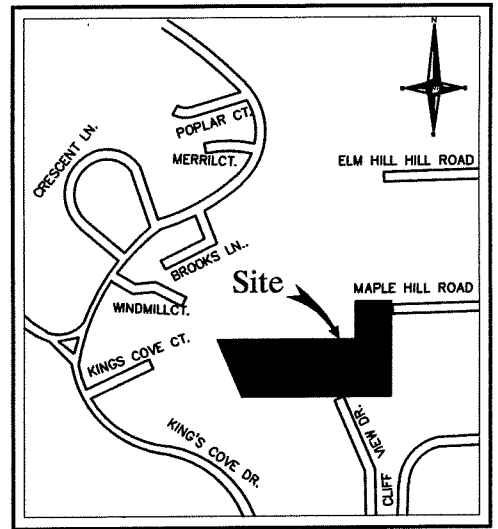 N
POPLAR CT.
MERRILCT.
ELM HILL HILL ROAD
CRESCENT LN.
BROOKS LN..
Site
MAPLE HILL ROAD
WINDMILLCT.
KINGS COVE CT.
KING'S COVE DR.
CLIFF VIEW DR.